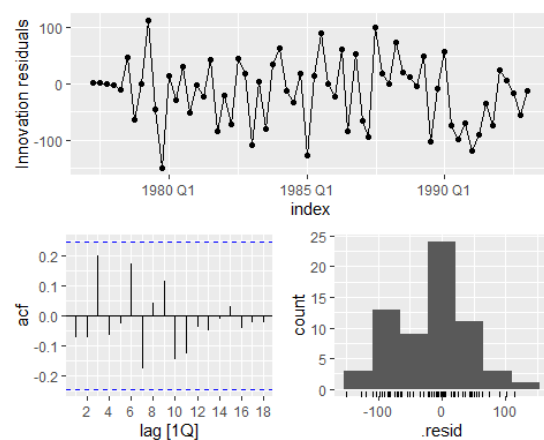 Innovation residuals
100
0
-100
1980 Q1 1985 Q1 1990 Q1
index
acf
0.2
0.1
0.0
-0.1
-0.2
2 4 6 8 10 12 14 16 18
lag [1Q]
count
25
20
15
10
5
0
-100 0 100
.resid